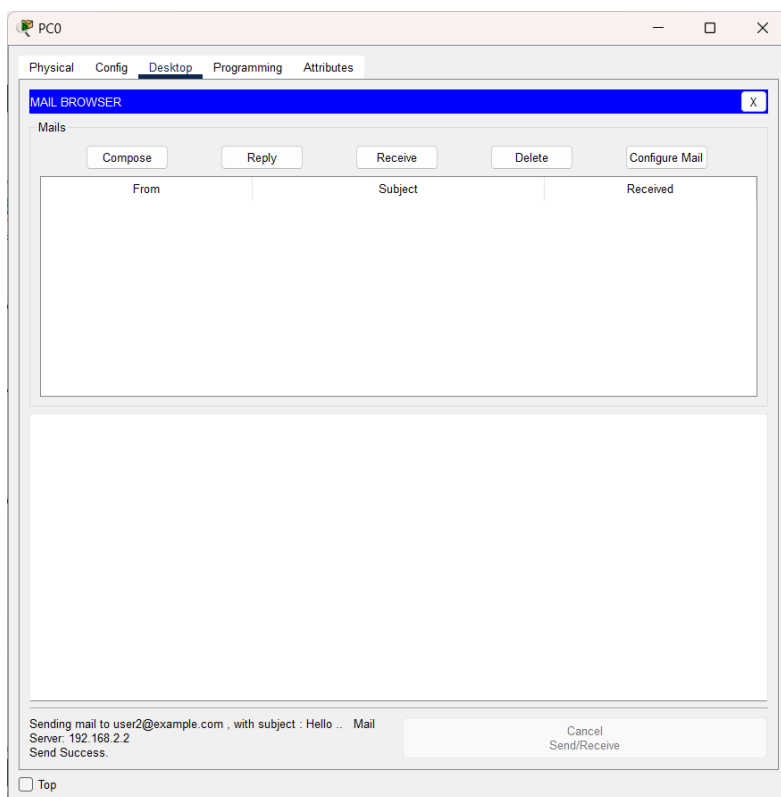 PC0
Physical Config Desktop Programming Attributes
MAIL BROWSER X
Mails
Compose Reply Receive Delete Configure Mail
From Subject Received
Sending mail to user2@example.com , with subject : Hello .. Mail
Server: 192.168.2.2
Send Success.
Cancel
Send/Receive
Top